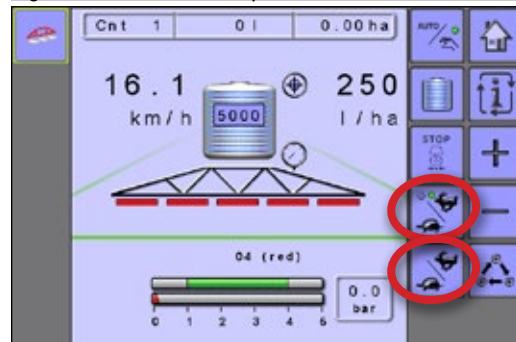 Cnt 1 0 l 0.00 ha
AUTO
16.1 250
km/h 5000 l/ha
STOP
04 (red)
0.0
bar
0 1 2 3 4 6